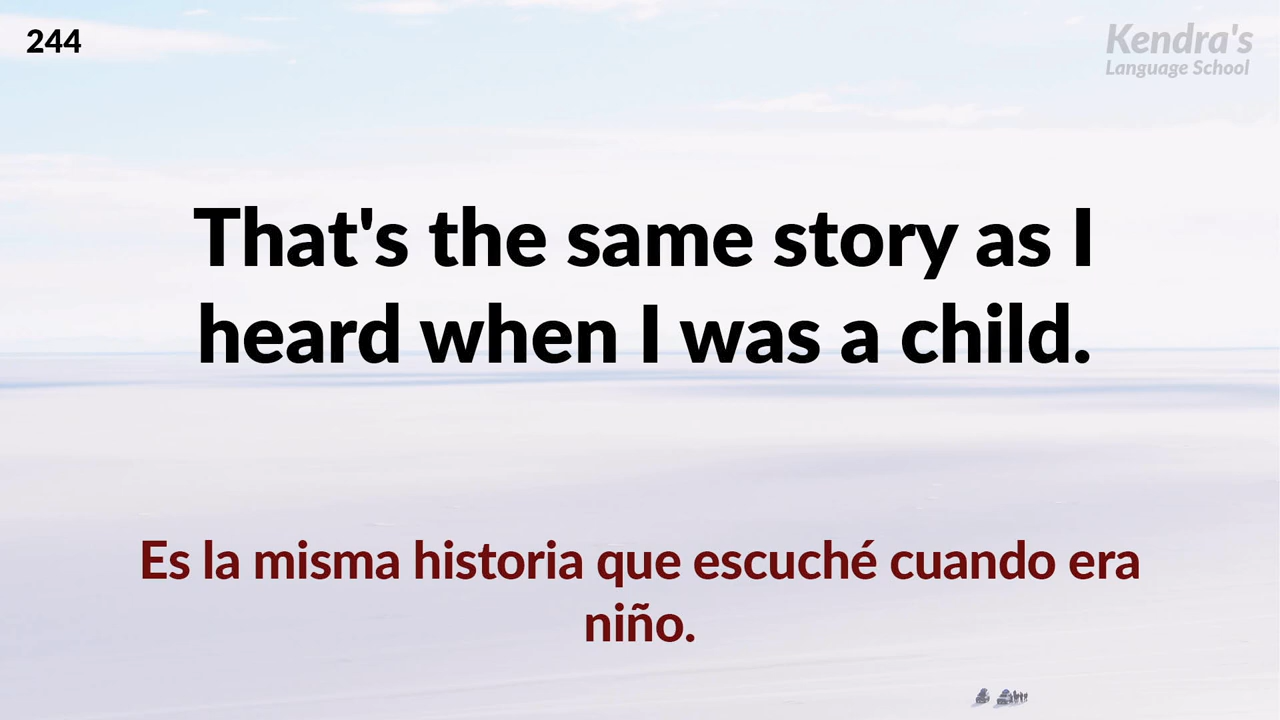 244
Kendra's
Language School
That's the same story as I
heard when I was a child.
Es la misma historia que escuché cuando era
niño.